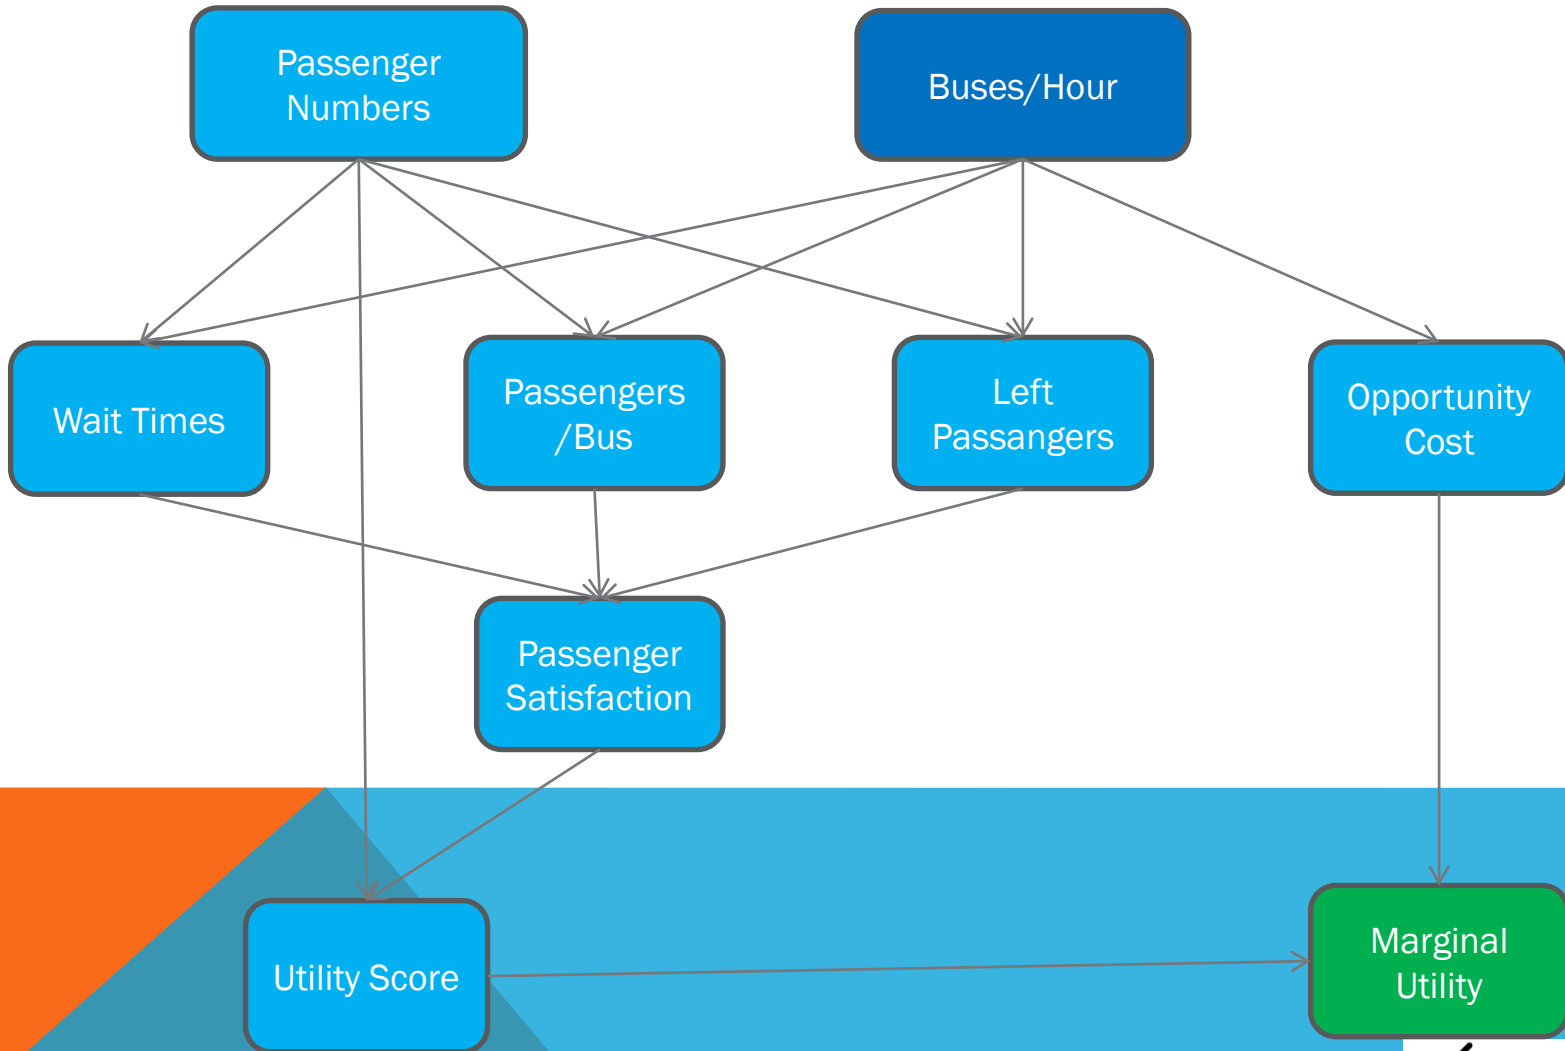 Passenger
Numbers
Buses/Hour
Wait Times
Passengers
/Bus
Left
Passangers
Opportunity
Cost
Passenger
Satisfaction
Utility Score
Marginal
Utility